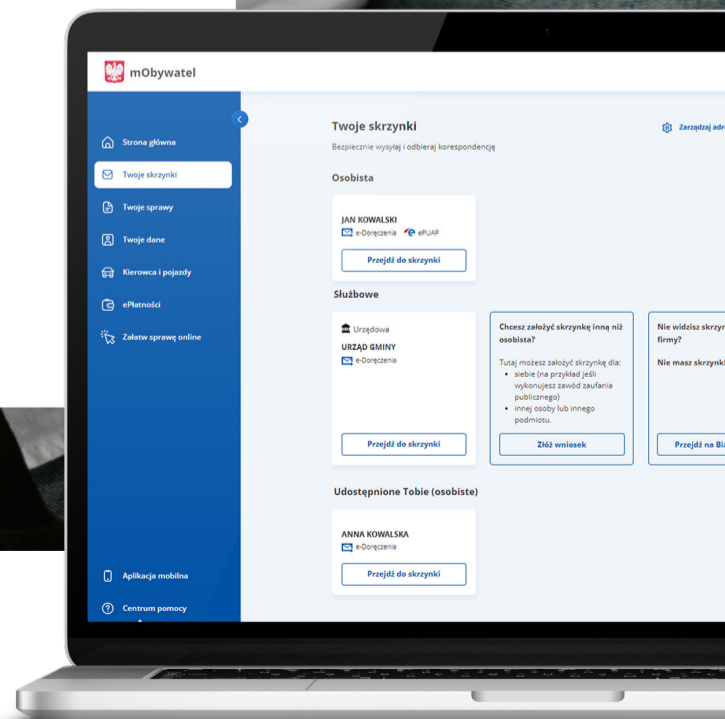 mObywatel
Strona główna
Twoje skrzynki
Twoje sprawy
Twoje dane
Kierowca i pojazdy
ePłatności
Załatw sprawę online
Aplikacja mobilna
Centrum pomocy
Twoje skrzynki
Zarządzaj
Bezpiecznie wysyłaj i odbieraj korespondencję
Osobista
JAN KOWALSKI
e-Doręczenia ePUAP
Przejdź do skrzynki
Służbowe
Urzędowa
URZĄD GMINY
e-Doręczenia
Przejdź do skrzynki
Chcesz założyć skrzynkę inną niż
osobista?
Tutaj możesz założyć skrzynkę dla:
• siebie (na przykład jeśli
wykonujesz zawód zaufania
publicznego)
• innej osoby lub innego
podmiotu.
Złóż wniosek
Nie widzisz
firmy?
Nie masz skrzynki
Przejdź na
Udostępnione Tobie (osobiste)
ANNA KOWALSKA
e-Doręczenia
Przejdź do skrzynki